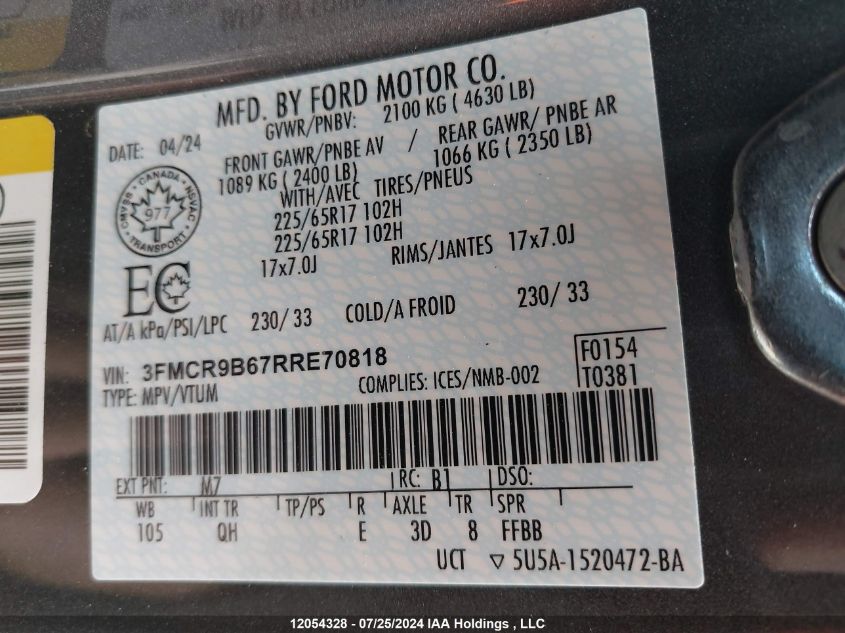 MFD. BY FORD MOTOR CO.
DATE: 04/24
GVWR/PNBV: 2100 KG ( 4630 LB)
FRONT GAWR/PNBE AV / REAR GAWR/ PNBE AR
1089 KG ( 2400 LB) 1066 KG ( 2350 LB)
WITH/AVEC TIRES/PNEUS
225/65R17 102H
225/65R17 102H
17x7.0J RIMS/JANTES 17x7.0J
CANADA
CMVSS NSVAC
977
TRANSPORT
EC
AT/A kPa/PSI/LPC 230/ 33 COLD/A FROID 230/ 33
VIN: 3FMCR9B67RRE70818
TYPE: MPV/VTUM COMPLIES: ICES/NMB-002
F0154
T0381
EXT PNT: M7 RC: B1 DSO:
WB INT TR TP/PS R AXLE TR SPR
105 QH E 3D 8 FFBB
UCT ▽ 5U5A-1520472-BA
12054328 - 07/25/2024 IAA Holdings , LLC